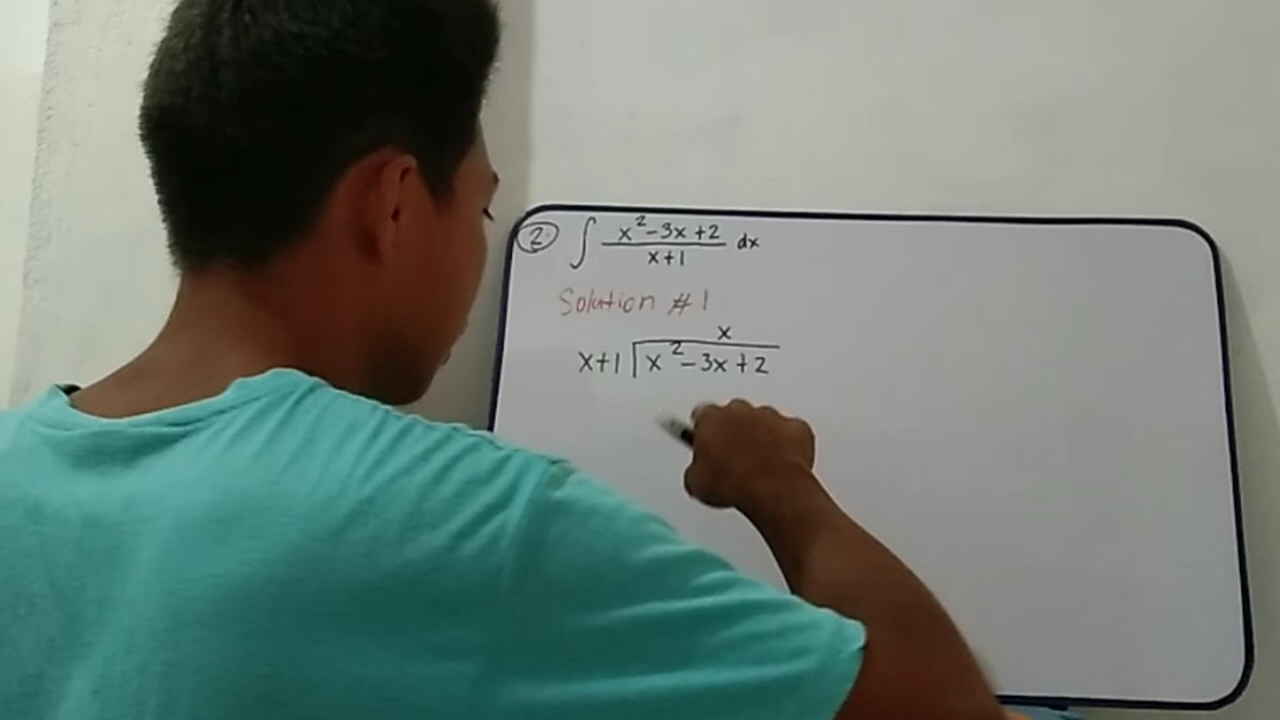 2. ∫ x²-3x+2 / x+1 dx
Solution #1
x
x+1 | x²-3x+2